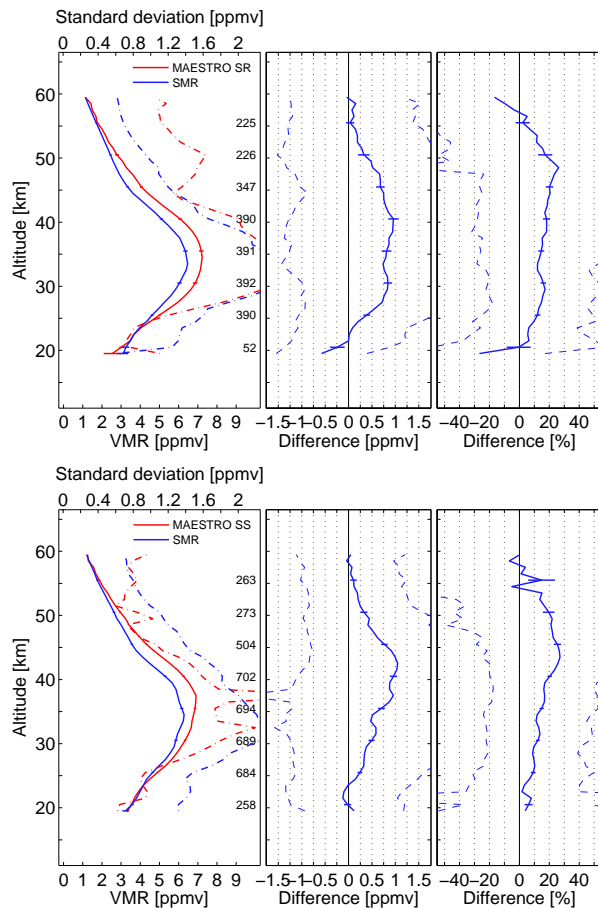 Standard deviation [ppmv]
0 0.4 0.8 1.2 1.6 2
MAESTRO SR
SMR
60
50
40
30
20
Altitude [km]
225
226
347
390
391
392
390
52
0 1 2 3 4 5 6 7 8 9
VMR [ppmv]
−1.5 −1 −0.5 0 0.5 1 1.5
Difference [ppmv]
−40 −20 0 20 40
Difference [%]
Standard deviation [ppmv]
0 0.4 0.8 1.2 1.6 2
MAESTRO SS
SMR
60
50
40
30
20
Altitude [km]
263
273
504
702
694
689
684
258
0 1 2 3 4 5 6 7 8 9
VMR [ppmv]
−1.5 −1 −0.5 0 0.5 1 1.5
Difference [ppmv]
−40 −20 0 20 40
Difference [%]